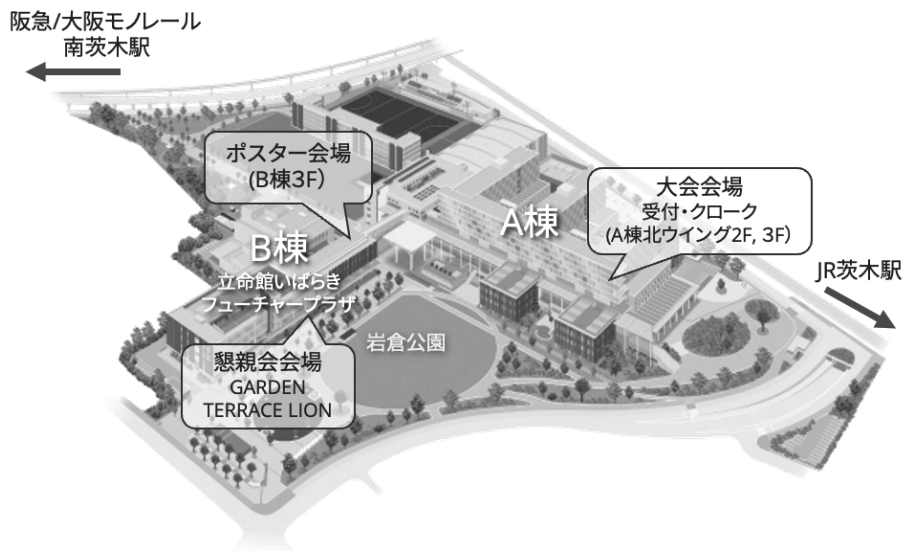 阪急/大阪モノレール
南茨木駅
ポスター会場
(B棟3F)
大会会場
受付・クローク
(A棟北ウイング2F, 3F)
A棟
B棟
立命館いばらき
フューチャープラザ
JR茨木駅
岩倉公園
懇親会会場
GARDEN
TERRACE LION